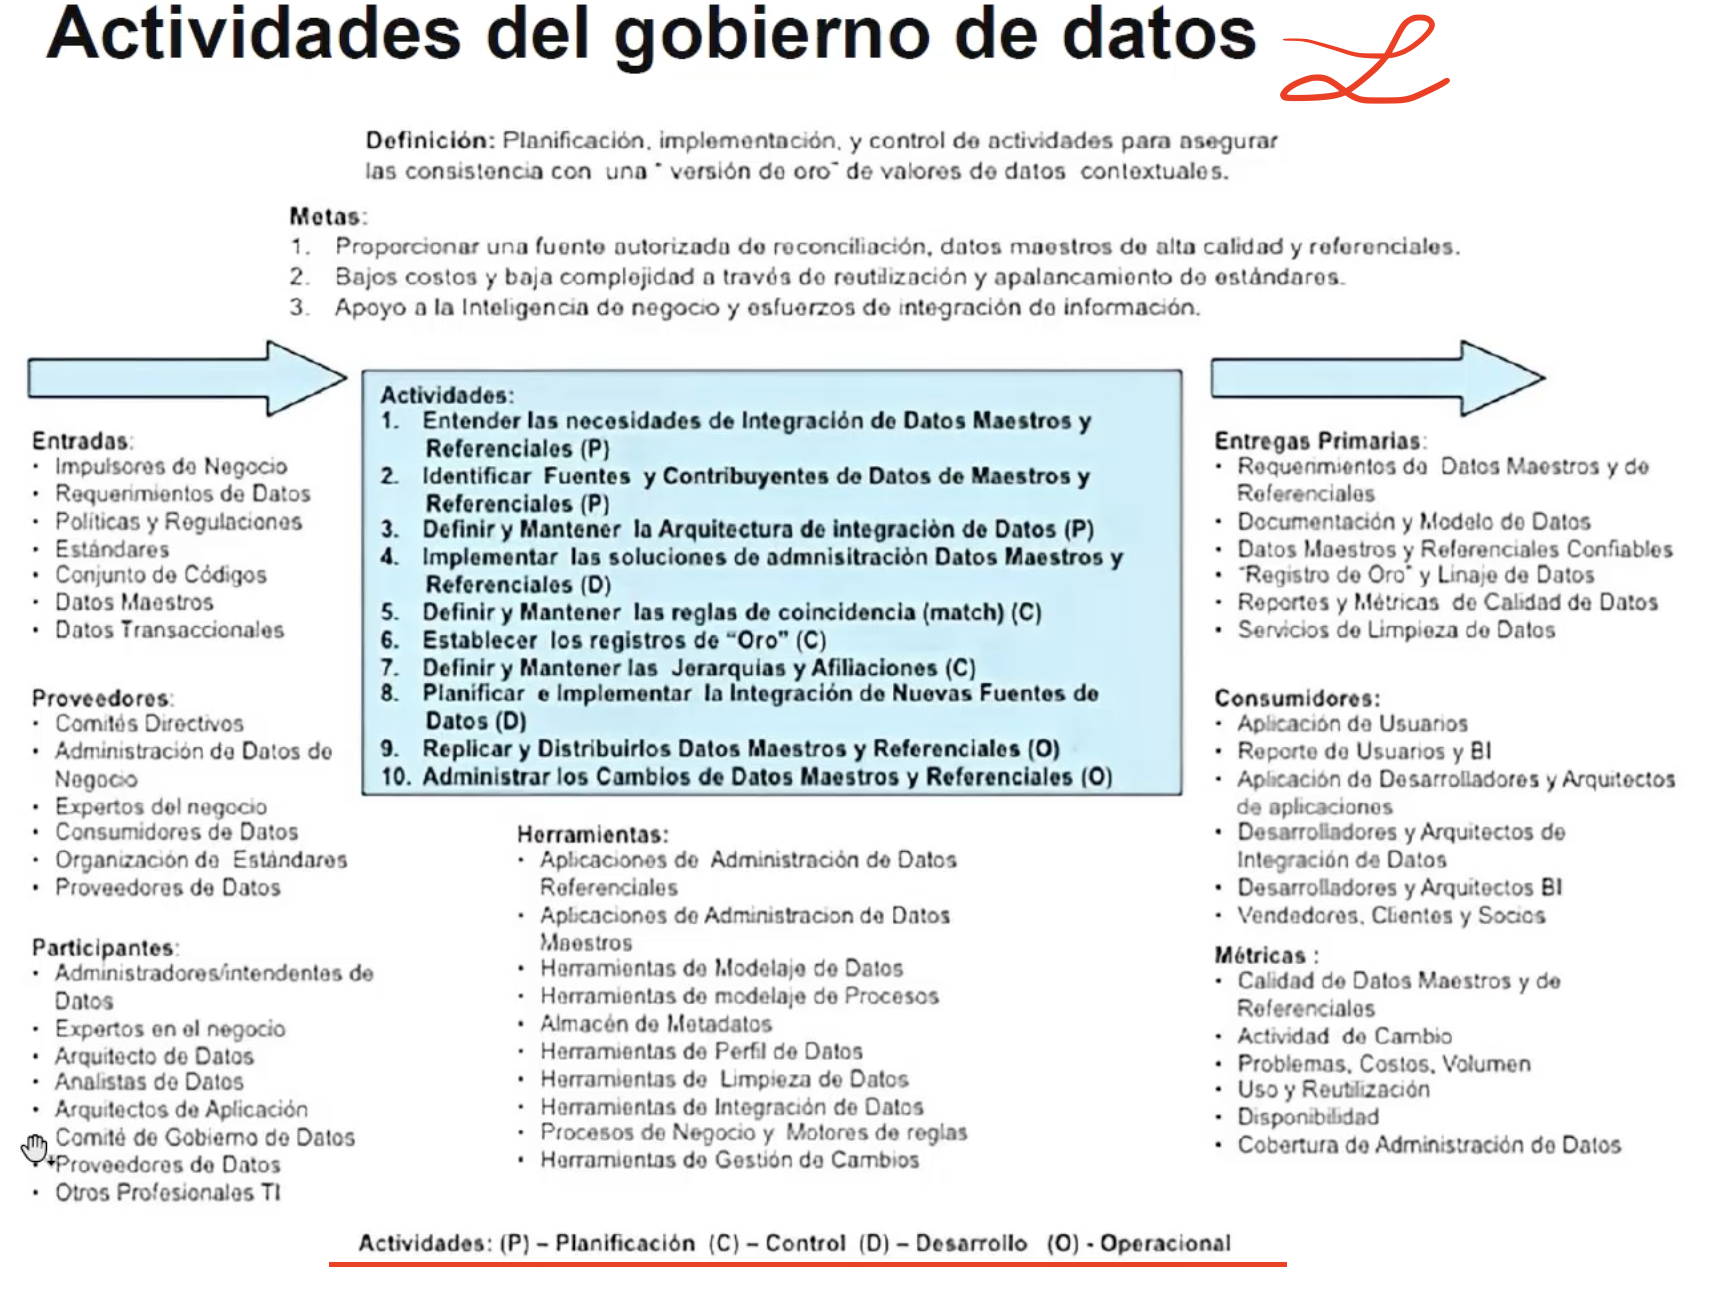 Actividades del gobierno de datos
Definición: Planificación, implementación, y control de actividades para asegurar
las consistencia con una " versión de oro" de valores de datos contextuales.
Metas:
1. Proporcionar una fuente autorizada de reconciliación, datos maestros de alta calidad y referenciales.
2. Bajos costos y baja complejidad a través de reutilización y apalancamiento de estándares.
3. Apoyo a la Inteligencia de negocio y esfuerzos de integración de información.
Entradas:
· Impulsores de Negocio
· Requerimientos de Datos
· Políticas y Regulaciones
· Estándares
· Conjunto de Códigos
· Datos Maestros
· Datos Transaccionales
Proveedores:
· Comités Directivos
· Administración de Datos de
Negocio
· Expertos del negocio
· Consumidores de Datos
· Organización de Estándares
· Proveedores de Datos
Participantes:
· Administradores/intendentes de
Datos
· Expertos en el negocio
· Arquitecto de Datos
· Analistas de Datos
· Arquitectos de Aplicación
Comité de Gobierno de Datos
· Proveedores de Datos
· Otros Profesionales TI
Actividades:
1. Entender las necesidades de Integración de Datos Maestros y
Referenciales (P)
2. Identificar Fuentes y Contribuyentes de Datos de Maestros y
Referenciales (P)
3. Definir y Mantener la Arquitectura de integraciòn de Datos (P)
4. Implementar las soluciones de admnisitraciòn Datos Maestros y
Referenciales (D)
5. Definir y Mantener las reglas de coincidencia (match) (C)
6. Establecer los registros de “Oro” (C)
7. Definir y Mantener las Jerarquias y Afiliaciones (C)
8. Planificar e Implementar la Integración de Nuevas Fuentes de
Datos (D)
9. Replicar y Distribuirlos Datos Maestros y Referenciales (O)
10. Administrar los Cambios de Datos Maestros y Referenciales (O)
Herramientas:
· Aplicaciones de Administración de Datos
Referenciales
· Aplicaciones de Administracion de Datos
Maestros
· Herramientas de Modelaje de Datos
· Herramientas de modelaje de Procesos
· Almacén de Metadatos
· Herramientas de Perfil de Datos
· Herramientas de Limpieza de Datos
· Herramientas de Integración de Datos
· Procesos de Negocio y Motores de reglas
· Herramientas de Gestión de Cambios
Entregas Primarias:
· Requerimientos de Datos Maestros y de
Referenciales
· Documentación y Modelo de Datos
· Datos Maestros y Referenciales Confiables
· "Registro de Oro" y Linaje de Datos
· Reportes y Métricas de Calidad de Datos
· Servicios de Limpieza de Datos
Consumidores:
· Aplicación de Usuarios
· Reporte de Usuarios y BI
· Aplicación de Desarrolladores y Arquitectos
de aplicaciones
· Desarrolladores y Arquitectos de
Integración de Datos
· Desarrolladores y Arquitectos BI
· Vendedores, Clientes y Socios
Métricas :
· Calidad de Datos Maestros y de
Referenciales
· Actividad de Cambio
· Problemas, Costos, Volumen
· Uso y Reutilización
· Disponibilidad
· Cobertura de Administración de Datos
Actividades: (P) – Planificación (C) – Control (D) – Desarrollo (O) - Operacional